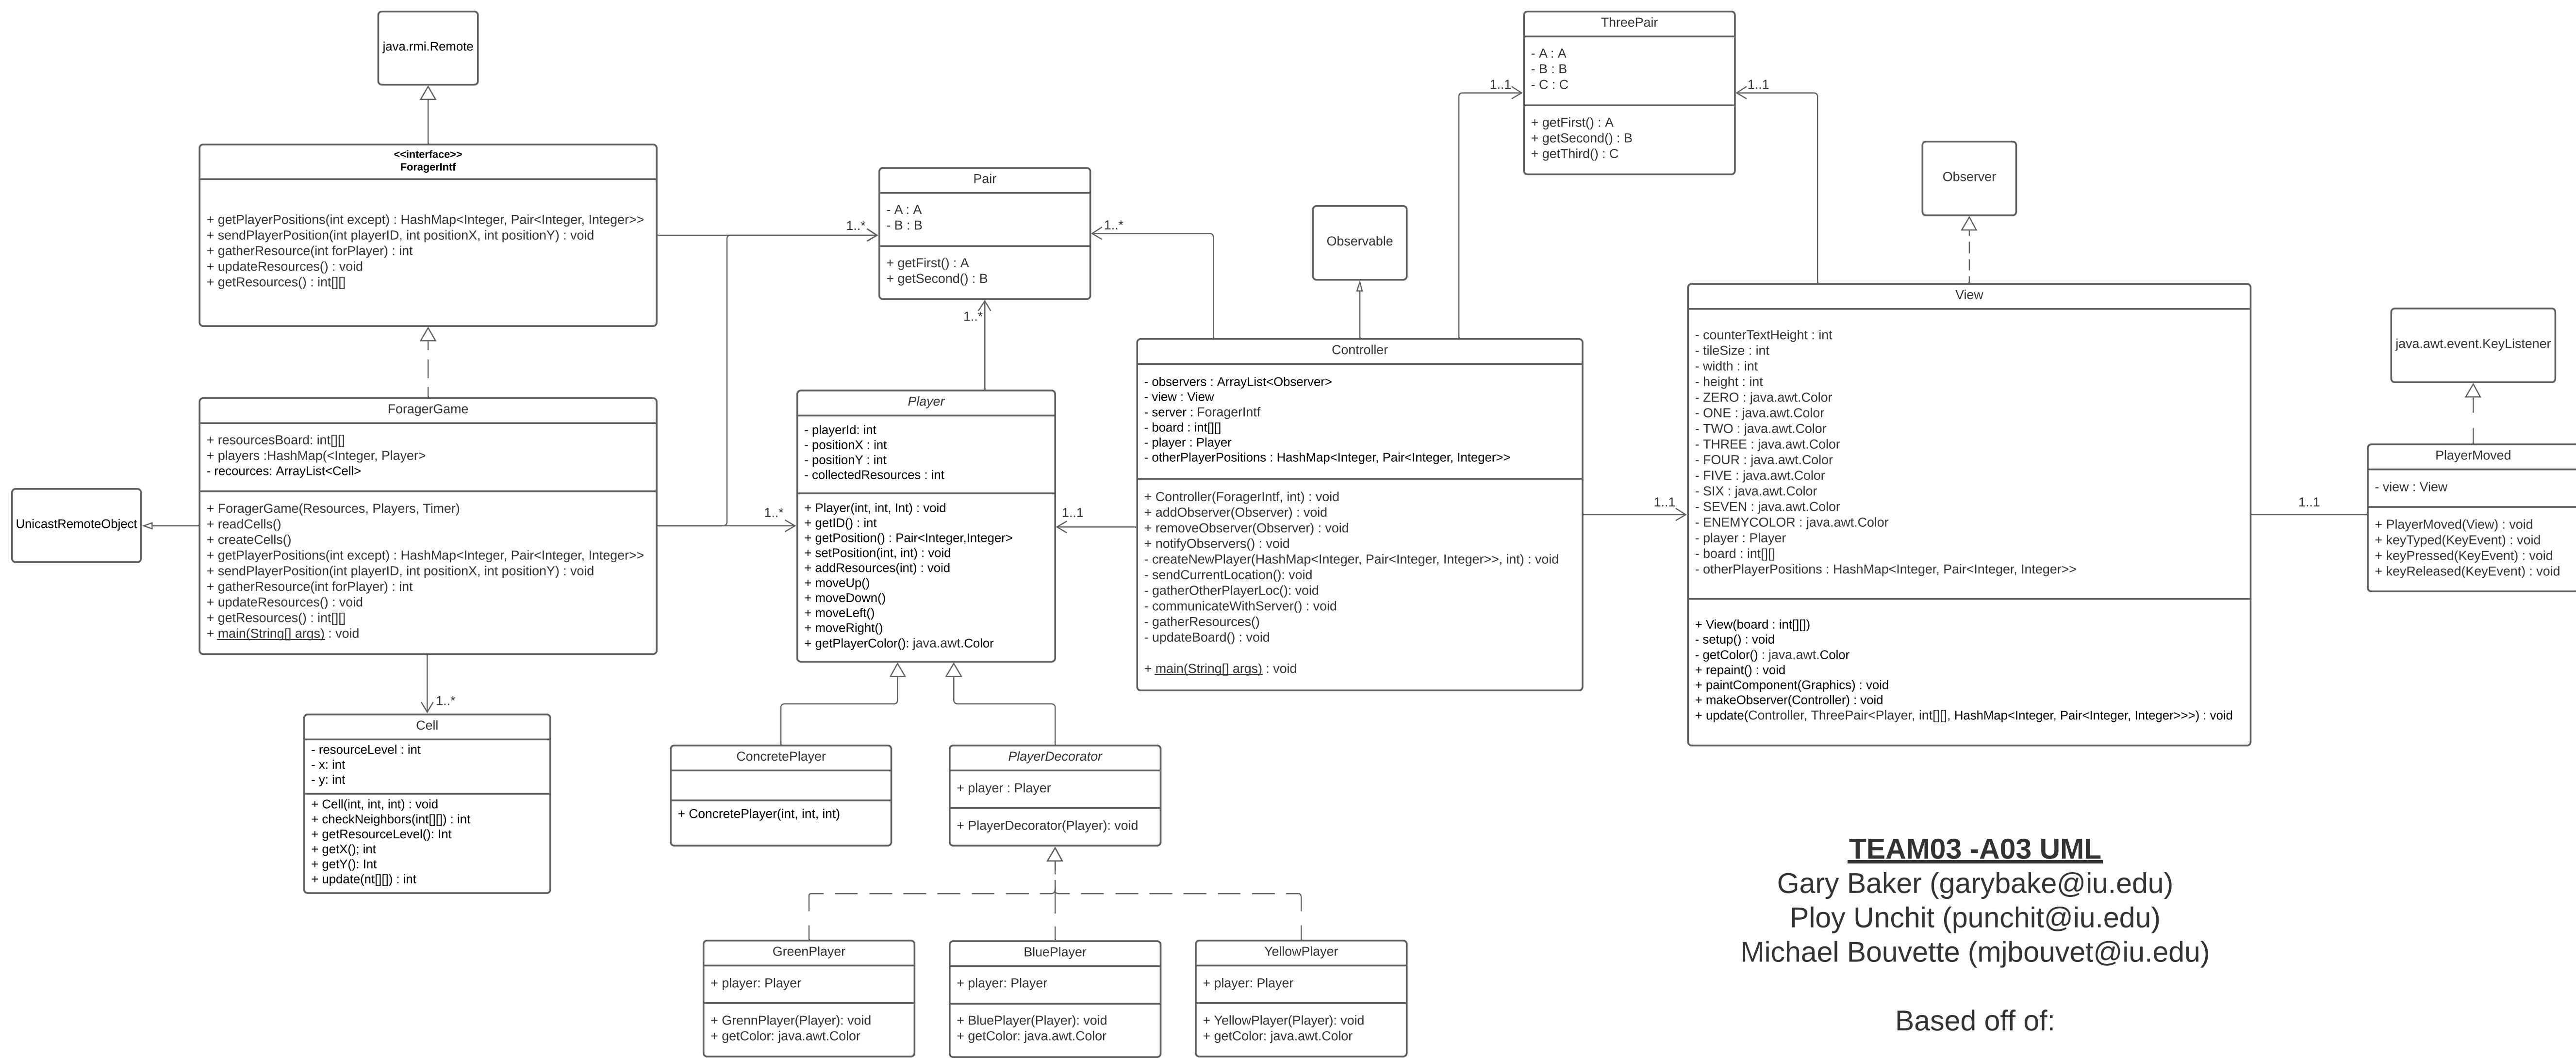 java.rmi.Remote
<<interface>>
ForagerIntf
+ getPlayerPositions(int except) : HashMap<Integer, Pair<Integer, Integer>>
+ sendPlayerPosition(int playerID, int positionX, int positionY) : void
+ gatherResource(int forPlayer) : int
+ updateResources() : void
+ getResources() : int[][]
ForagerGame
+ resourcesBoard: int[][]
+ players :HashMap(<Integer, Player>
- recources: ArrayList<Cell>
+ ForagerGame(Resources, Players, Timer)
+ readCells()
+ createCells()
+ getPlayerPositions(int except) : HashMap<Integer, Pair<Integer, Integer>>
+ sendPlayerPosition(int playerID, int positionX, int positionY) : void
+ gatherResource(int forPlayer) : int
+ updateResources() : void
+ getResources() : int[][]
+ main(String[] args) : void
UnicastRemoteObject
1..*
Cell
- resourceLevel : int
- x: int
- y: int
+ Cell(int, int, int) : void
+ checkNeighbors(int[][]) : int
+ getResourceLevel(): Int
+ getX(); int
+ getY(): Int
+ update(nt[][]) : int
1..*
1..*
Pair
- A : A
- B : B
+ getFirst() : A
+ getSecond() : B
1..*
1..*
Player
- playerId: int
- positionX : int
- positionY : int
- collectedResources : int
+ Player(int, int, Int) : void
+ getID() : int
+ getPosition() : Pair<Integer,Integer>
+ setPosition(int, int) : void
+ addResources(int) : void
+ moveUp()
+ moveDown()
+ moveLeft()
+ moveRight()
+ getPlayerColor(): java.awt.Color
1..1
ConcretePlayer
+ ConcretePlayer(int, int, int)
PlayerDecorator
+ player : Player
+ PlayerDecorator(Player): void
GreenPlayer
+ player: Player
+ GrennPlayer(Player): void
+ getColor: java.awt.Color
BluePlayer
+ player: Player
+ BluePlayer(Player): void
+ getColor: java.awt.Color
YellowPlayer
+ player: Player
+ YellowPlayer(Player): void
+ getColor: java.awt.Color
Observable
Controller
- observers : ArrayList<Observer>
- view : View
- server : ForagerIntf
- board : int[][]
- player : Player
- otherPlayerPositions : HashMap<Integer, Pair<Integer, Integer>>
+ Controller(ForagerIntf, int) : void
+ addObserver(Observer) : void
+ removeObserver(Observer) : void
+ notifyObservers() : void
- createNewPlayer(HashMap<Integer, Pair<Integer, Integer>>, int) : void
- sendCurrentLocation(): void
- gatherOtherPlayerLoc(): void
- communicateWithServer() : void
- gatherResources()
- updateBoard() : void
+ main(String[] args) : void
1..1
ThreePair
- A : A
- B : B
- C : C
+ getFirst() : A
+ getSecond() : B
+ getThird() : C
1..1
1..1
Observer
View
- counterTextHeight : int
- tileSize : int
- width : int
- height : int
- ZERO : java.awt.Color
- ONE : java.awt.Color
- TWO : java.awt.Color
- THREE : java.awt.Color
- FOUR : java.awt.Color
- FIVE : java.awt.Color
- SIX : java.awt.Color
- SEVEN : java.awt.Color
- ENEMYCOLOR : java.awt.Color
- player : Player
- board : int[][]
- otherPlayerPositions : HashMap<Integer, Pair<Integer, Integer>>
+ View(board : int[][])
- setup() : void
- getColor() : java.awt.Color
+ repaint() : void
+ paintComponent(Graphics) : void
+ makeObserver(Controller) : void
+ update(Controller, ThreePair<Player, int[][], HashMap<Integer, Pair<Integer, Integer>>>) : void
1..1
java.awt.event.KeyListener
PlayerMoved
- view : View
+ PlayerMoved(View) : void
+ keyTyped(KeyEvent) : void
+ keyPressed(KeyEvent) : void
+ keyReleased(KeyEvent) : void
TEAM03 -A03 UML
Gary Baker (garybake@iu.edu)
Ploy Unchit (punchit@iu.edu)
Michael Bouvette (mjbouvet@iu.edu)
Based off of: